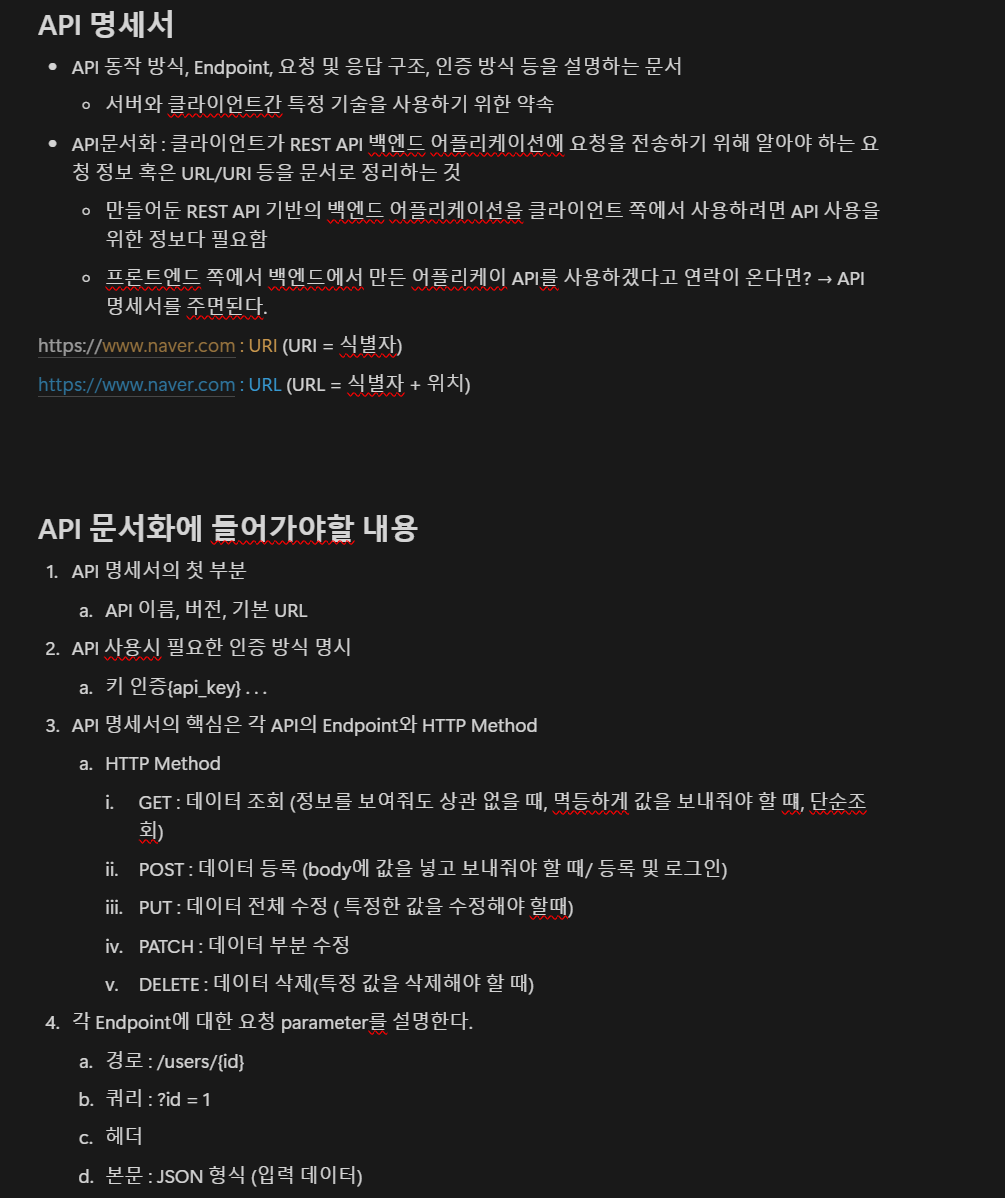 API 명세서
• API 동작 방식, Endpoint, 요청 및 응답 구조, 인증 방식 등을 설명하는 문서
◦ 서버와 클라이언트간 특정 기술을 사용하기 위한 약속
• API문서화 : 클라이언트가 REST API 백엔드 어플리케이션에 요청을 전송하기 위해 알아야 하는 요
청 정보 혹은 URL/URI 등을 문서로 정리하는 것
◦ 만들어둔 REST API 기반의 백엔드 어플리케이션을 클라이언트 쪽에서 사용하려면 API 사용을
위한 정보다 필요함
◦ 프론트엔드 쪽에서 백엔드에서 만든 어플리케이 API를 사용하겠다고 연락이 온다면? → API
명세서를 주면된다.
https://www.naver.com : URI (URI = 식별자)
https://www.naver.com : URL (URL = 식별자 + 위치)
API 문서화에 들어가야할 내용
1. API 명세서의 첫 부분
a. API 이름, 버전, 기본 URL
2. API 사용시 필요한 인증 방식 명시
a. 키 인증{api_key} . . .
3. API 명세서의 핵심은 각 API의 Endpoint와 HTTP Method
a. HTTP Method
i. GET : 데이터 조회 (정보를 보여줘도 상관 없을 때, 멱등하게 값을 보내줘야 할 떄, 단순조
회)
ii. POST : 데이터 등록 (body에 값을 넣고 보내줘야 할 때/ 등록 및 로그인)
iii. PUT : 데이터 전체 수정 ( 특정한 값을 수정해야 할때)
iv. PATCH : 데이터 부분 수정
v. DELETE : 데이터 삭제(특정 값을 삭제해야 할 때)
4. 각 Endpoint에 대한 요청 parameter를 설명한다.
a. 경로 : /users/{id}
b. 쿼리 : ?id = 1
c. 헤더
d. 본문 : JSON 형식 (입력 데이터)